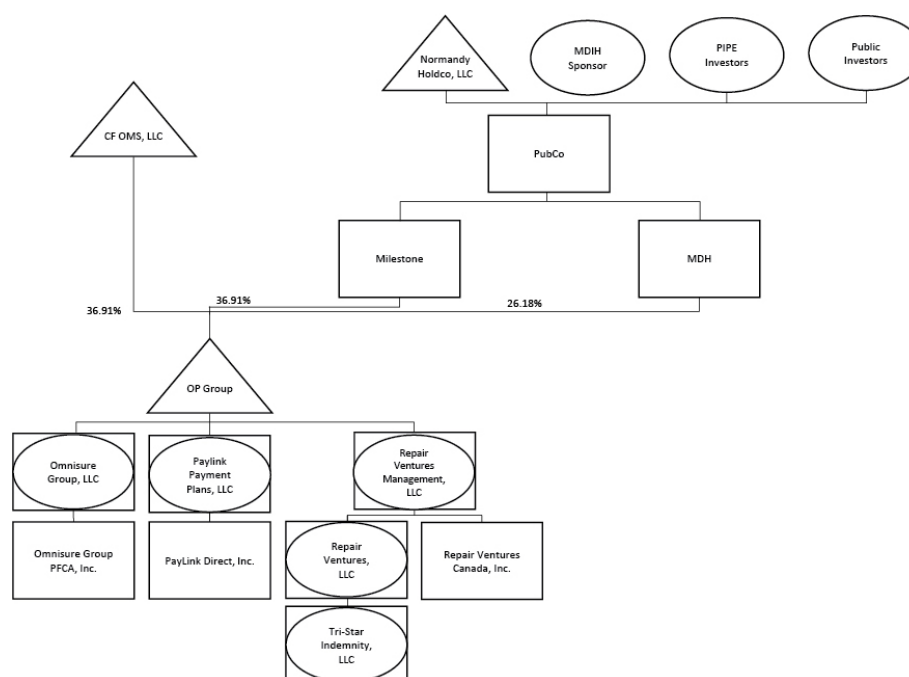 Normandy
Holdco, LLC
MDIH
Sponsor
PIPE
Investors
Public
Investors
CF OMS, LLC
PubCo
Milestone
MDH
36.91%
36.91%
26.18%
OP Group
Omnisure
Group, LLC
Paylink
Payment
Plans, LLC
Repair
Ventures
Management,
LLC
Omnisure Group
PFCA, Inc.
PayLink Direct, Inc.
Repair
Ventures,
LLC
Repair Ventures
Canada, Inc.
Tri-Star
Indemnity,
LLC